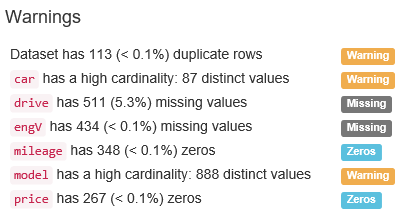 Warnings
Dataset has 113 (< 0.1%) duplicate rows Warning
car has a high cardinality: 87 distinct values Warning
drive has 511 (5.3%) missing values Missing
engV has 434 (< 0.1%) missing values Missing
mileage has 348 (< 0.1%) zeros Zeros
model has a high cardinality: 888 distinct values Warning
price has 267 (< 0.1%) zeros Zeros